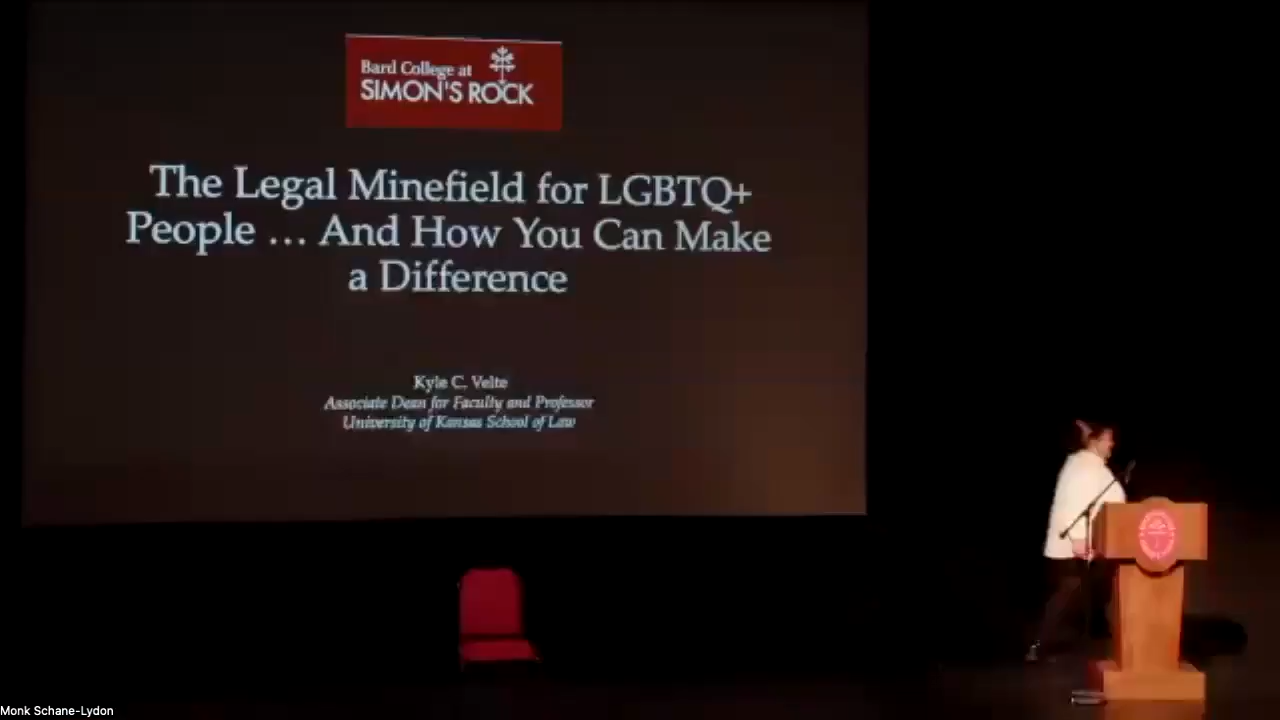 Bard College at
SIMON'S ROCK
The Legal Minefield for LGBTQ+
People … And How You Can Make
a Difference
Kyle C. Velte
Associate Dean for Faculty and Professor
University of Kansas School of Law
Monk Schane-Lydon